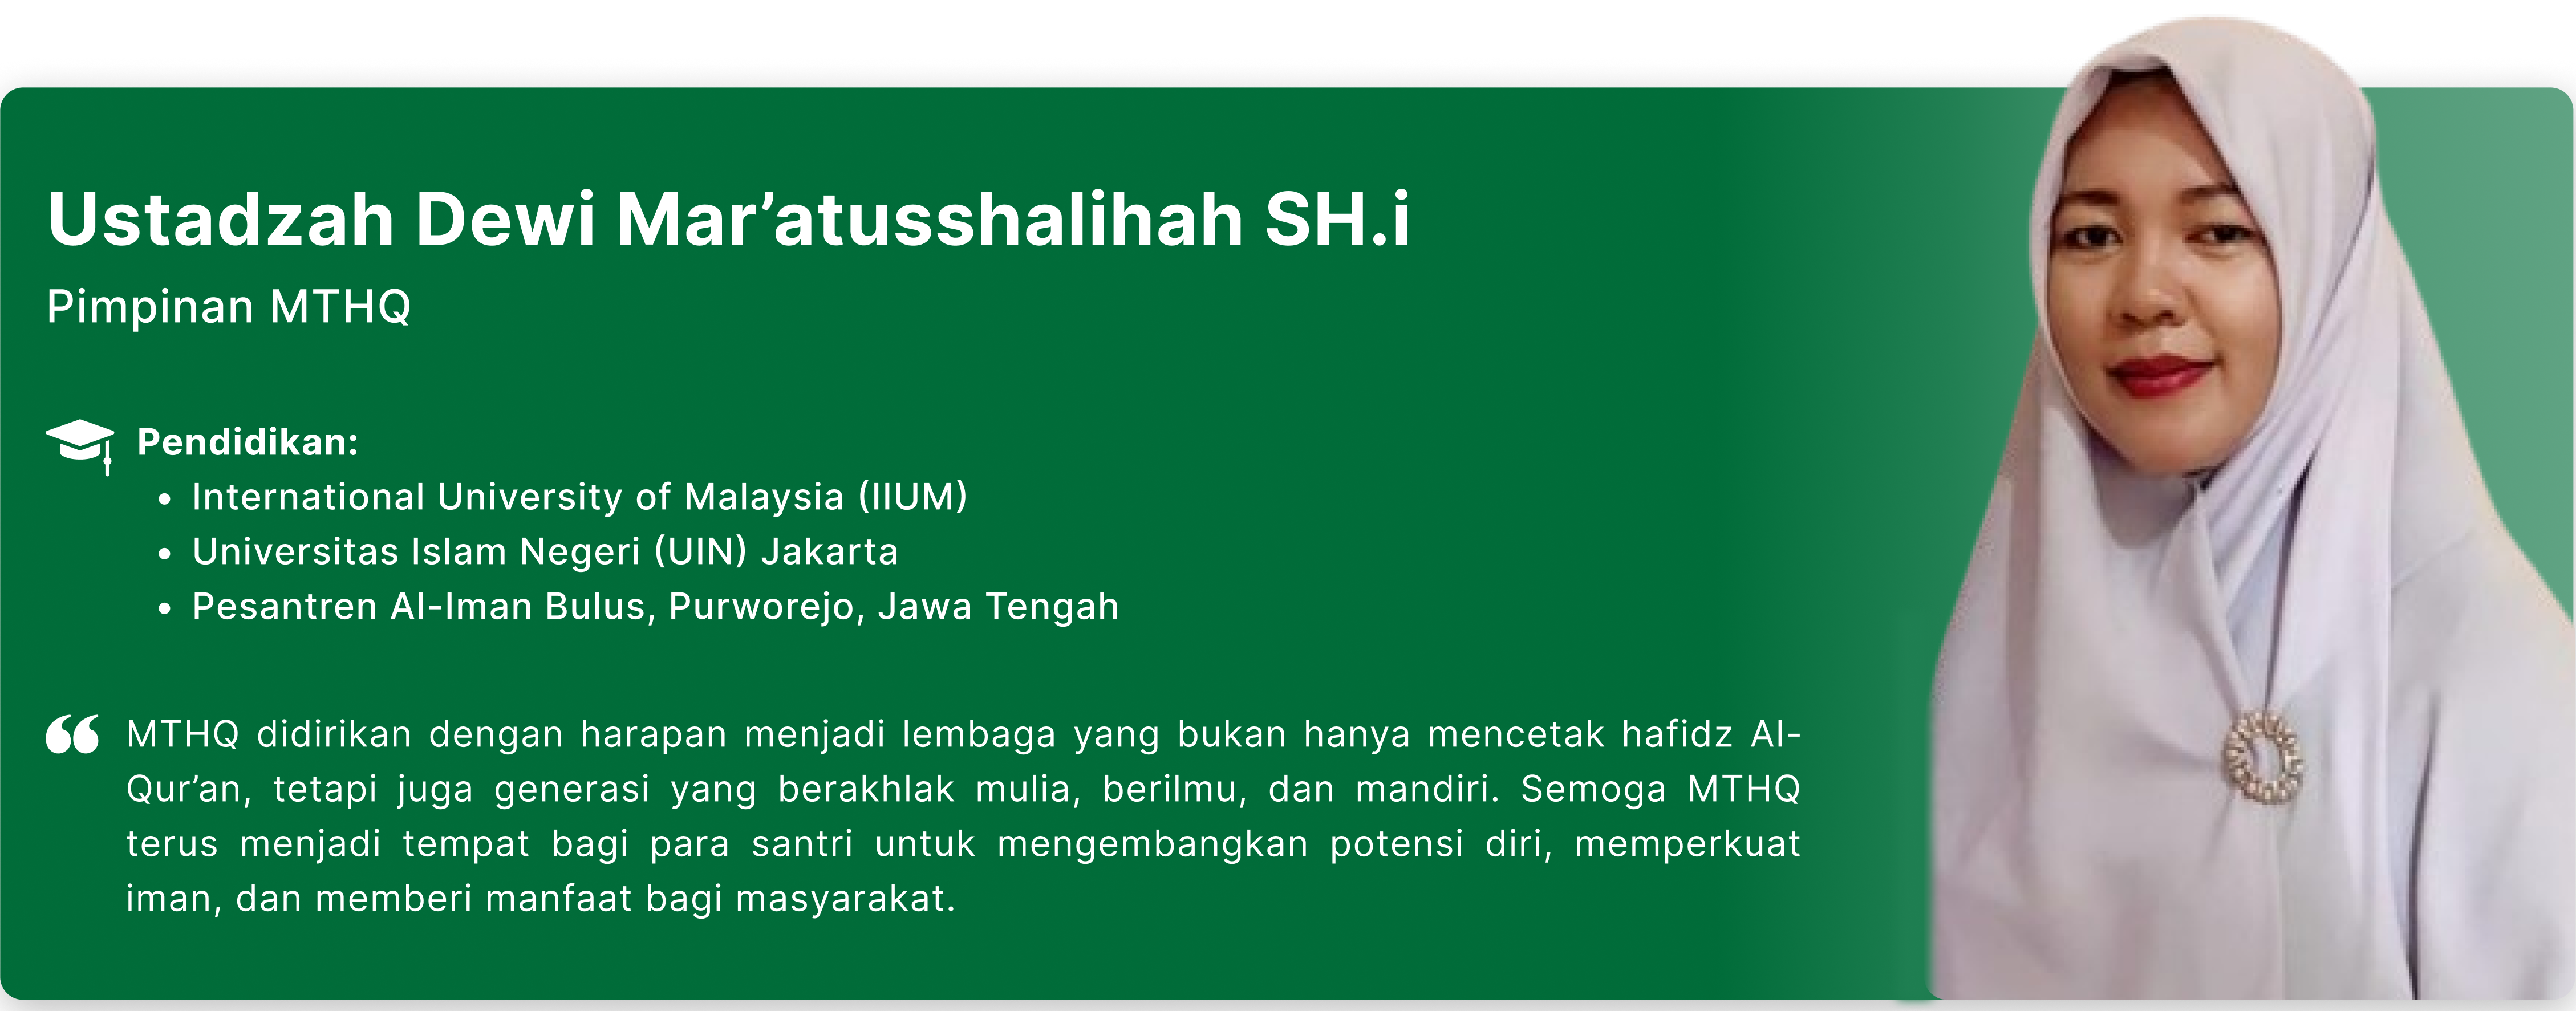 Ustadzah Dewi Mar’atusshalihah SH.i
Pimpinan MTHQ
Pendidikan:
• International University of Malaysia (IIUM)
• Universitas Islam Negeri (UIN) Jakarta
• Pesantren Al-Iman Bulus, Purworejo, Jawa Tengah
“ MTHQ didirikan dengan harapan menjadi lembaga yang bukan hanya mencetak hafidz Al-
Qur’an, tetapi juga generasi yang berakhlak mulia, berilmu, dan mandiri. Semoga MTHQ
terus menjadi tempat bagi para santri untuk mengembangkan potensi diri, memperkuat
iman, dan memberi manfaat bagi masyarakat.